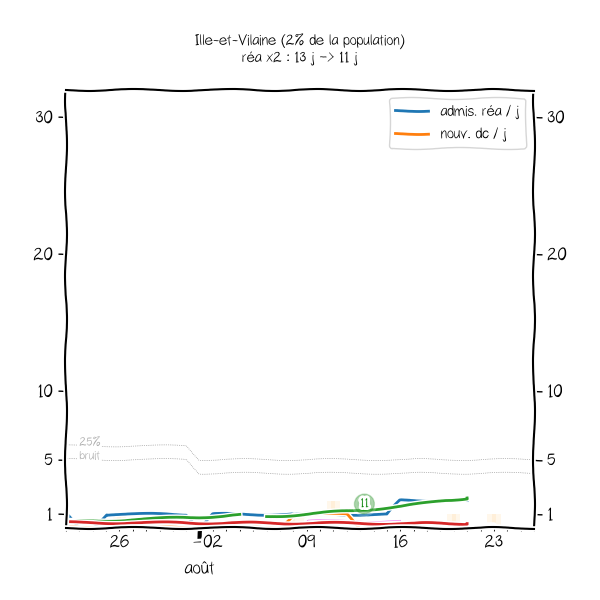 Ille-et-Vilaine (2% de la population)
réa x2 : 13 j -> 11 j
admis. réa / j
nouv. dc / j
30
30
20
20
10
10
25%
bruit
5
5
11
1
1
26
02
09
16
23
août